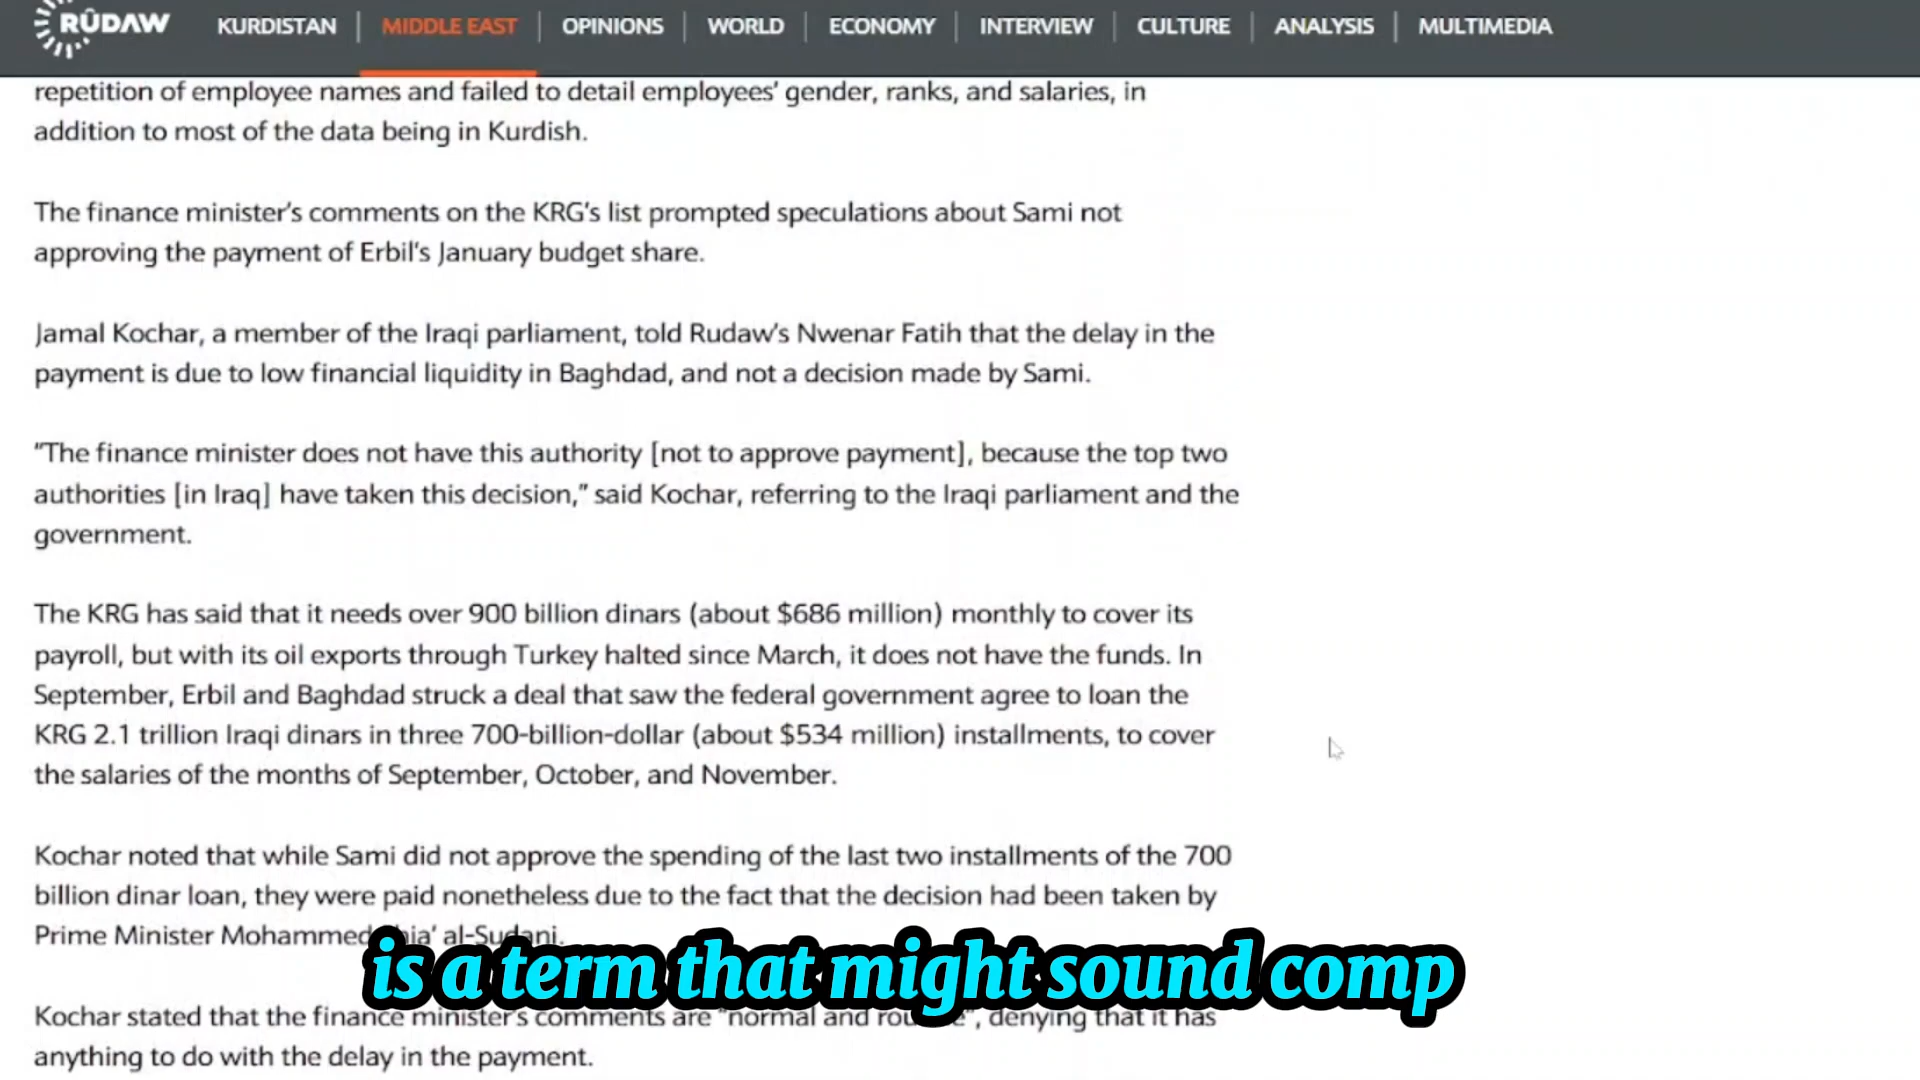 RÛDAW
KURDISTAN | MIDDLE EAST | OPINIONS | WORLD | ECONOMY | INTERVIEW | CULTURE | ANALYSIS | MULTIMEDIA
repetition of employee names and failed to detail employees' gender, ranks, and salaries, in
addition to most of the data being in Kurdish.
The finance minister's comments on the KRG's list prompted speculations about Sami not
approving the payment of Erbil's January budget share.
Jamal Kochar, a member of the Iraqi parliament, told Rudaw's Nwenar Fatih that the delay in the
payment is due to low financial liquidity in Baghdad, and not a decision made by Sami.
"The finance minister does not have this authority [not to approve payment], because the top two
authorities [in Iraq] have taken this decision," said Kochar, referring to the Iraqi parliament and the
government.
The KRG has said that it needs over 900 billion dinars (about $686 million) monthly to cover its
payroll, but with its oil exports through Turkey halted since March, it does not have the funds. In
September, Erbil and Baghdad struck a deal that saw the federal government agree to loan the
KRG 2.1 trillion Iraqi dinars in three 700-billion-dollar (about $534 million) installments, to cover
the salaries of the months of September, October, and November.
Kochar noted that while Sami did not approve the spending of the last two installments of the 700
billion dinar loan, they were paid nonetheless due to the fact that the decision had been taken by
Prime Minister Mohammed al-Sudani.
is a term that might sound comp
Kochar stated that the finance minister's comments are "normal and denying that it has
anything to do with the delay in the payment.